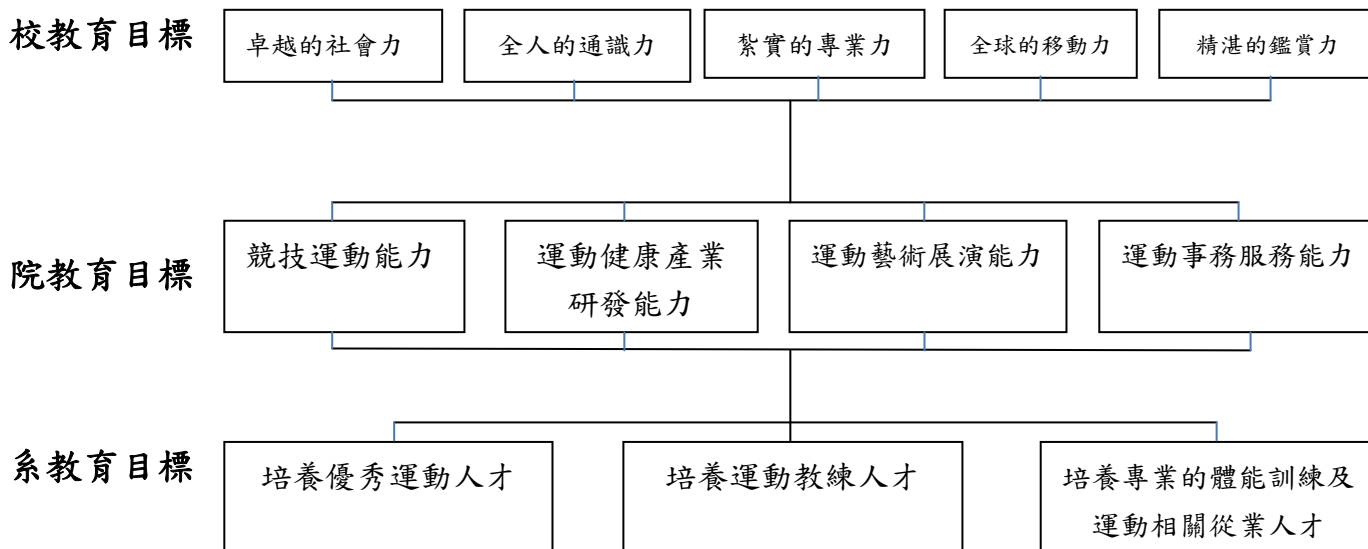 校教育目標
卓越的社會力
全人的通識力
紮實的專業力
全球的移動力
精湛的鑑賞力
院教育目標
競技運動能力
運動健康產業
研發能力
運動藝術展演能力
運動事務服務能力
系教育目標
培養優秀運動人才
培養運動教練人才
培養專業的體能訓練及
運動相關從業人才